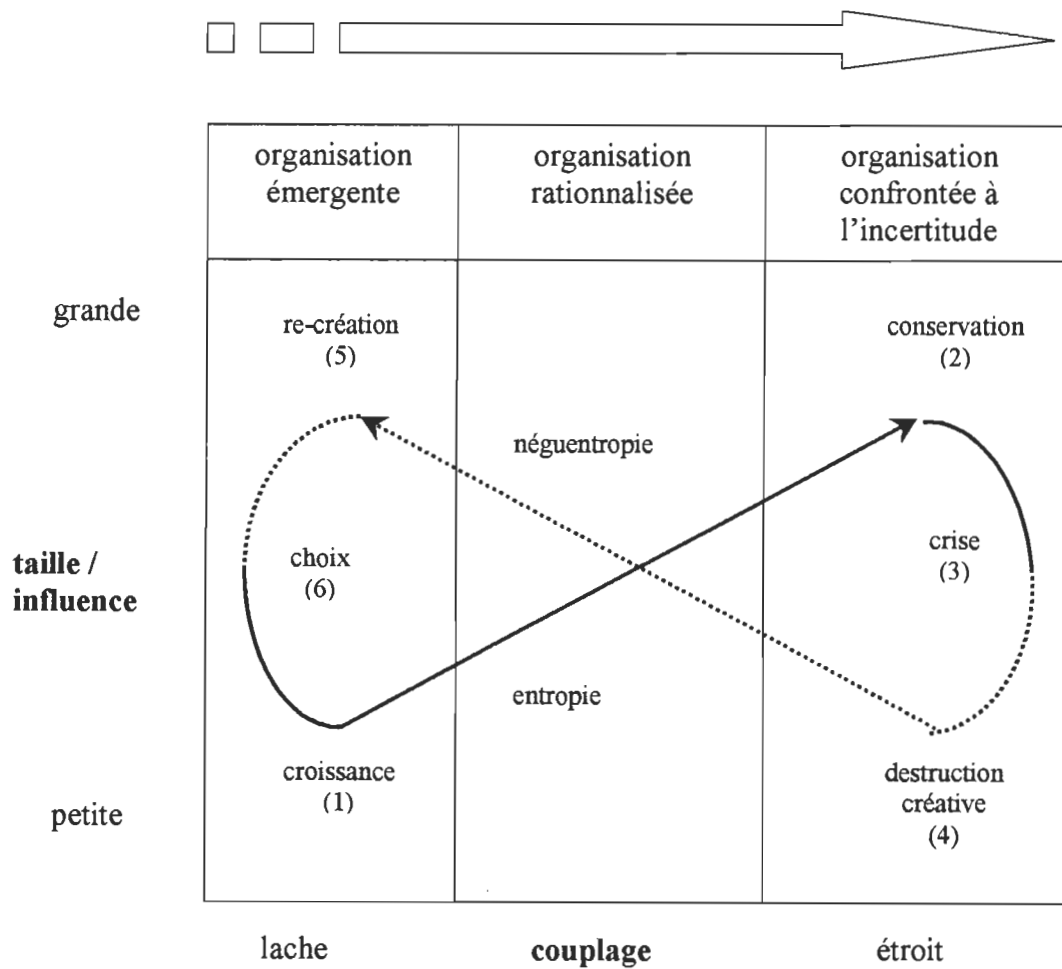 organisation
émergente
organisation
rationnalisée
organisation
confrontée à
l'incertitude
grande
re-création
(5)
conservation
(2)
néguentropie
taille /
influence
choix
(6)
crise
(3)
entropie
croissance
(1)
destruction
créative
(4)
petite
lache
couplage
étroit